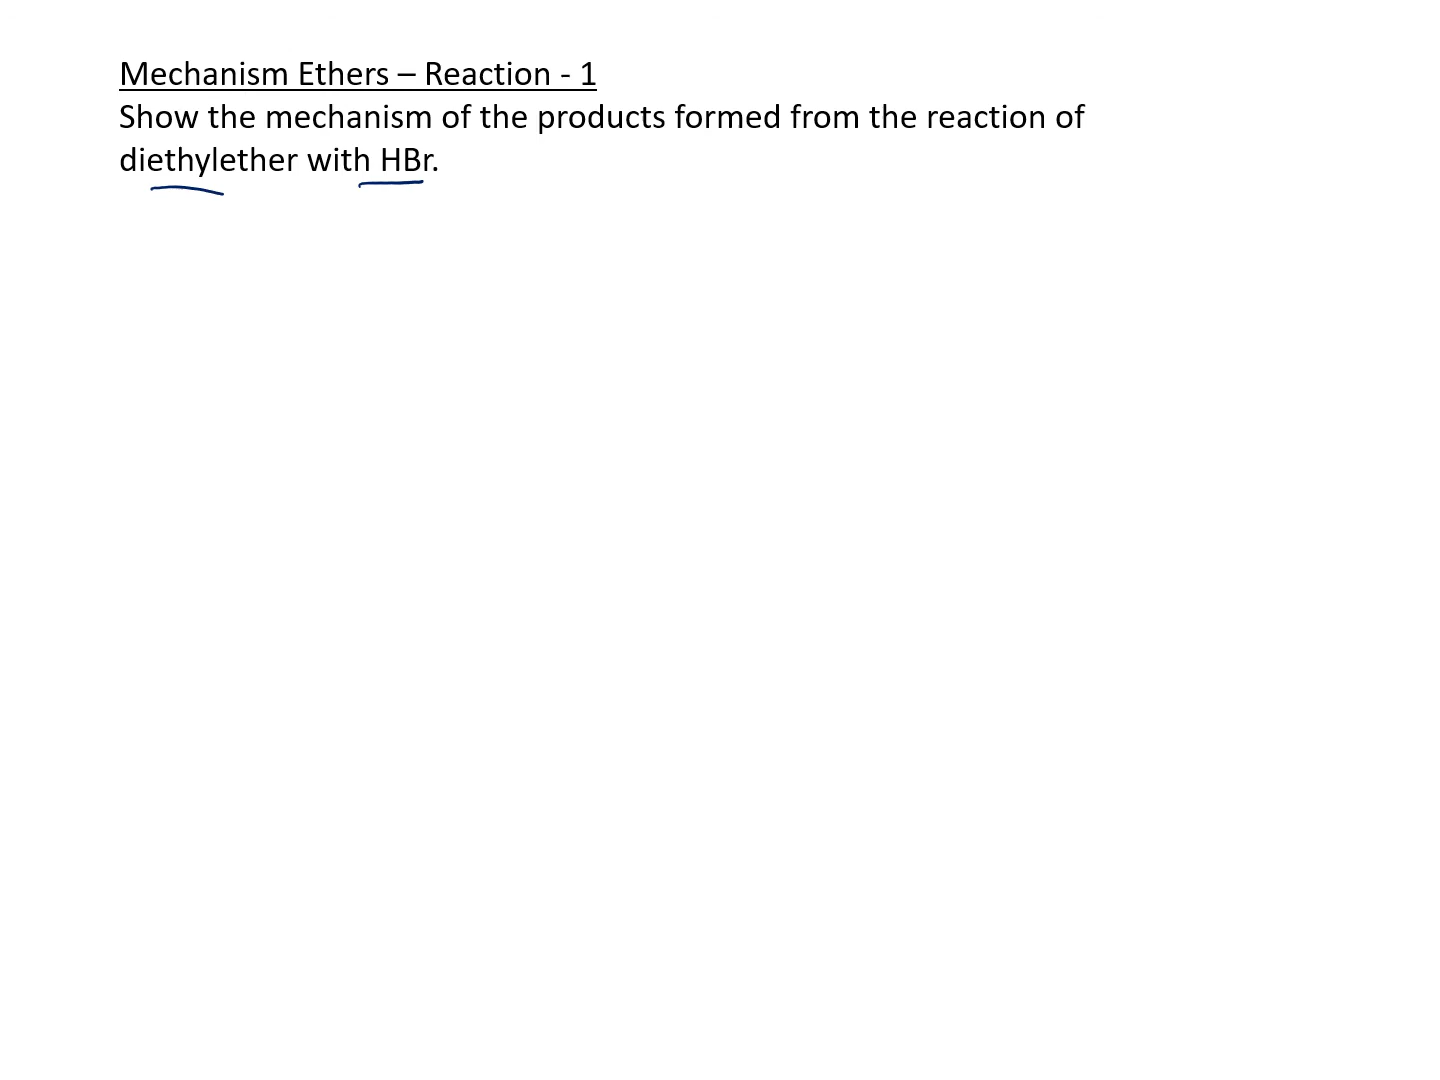 Mechanism Ethers – Reaction - 1
Show the mechanism of the products formed from the reaction of
diethylether with HBr.